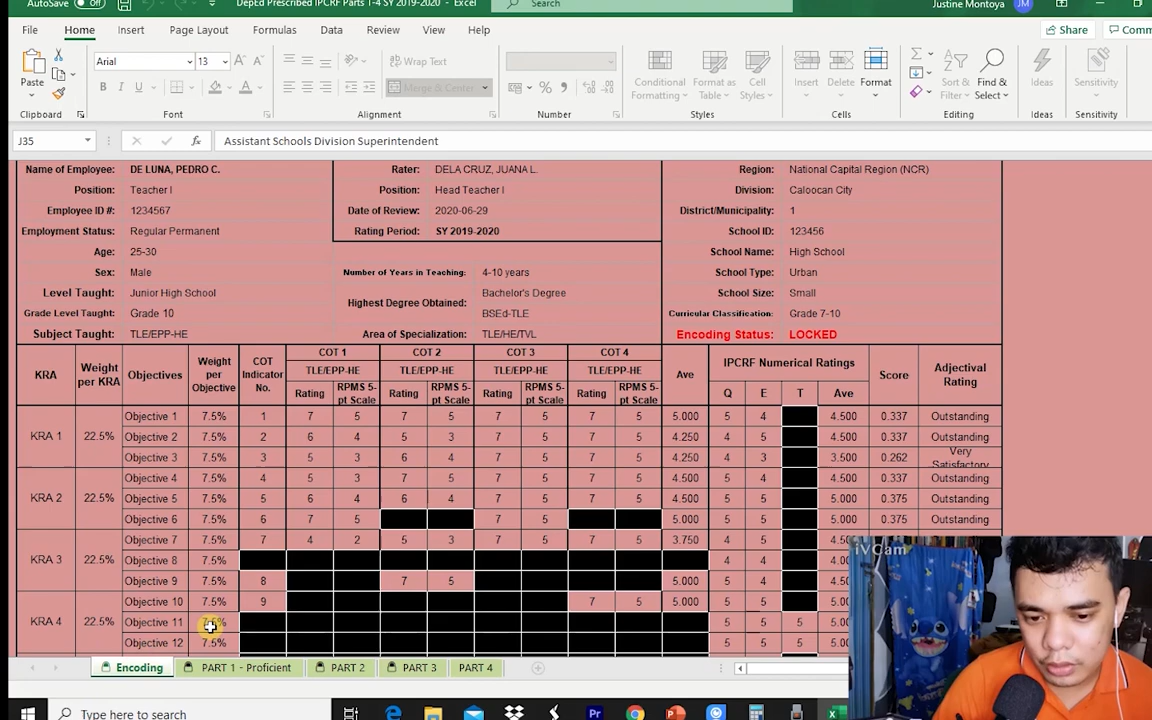 AutoSave Off DepEd Prescribed IPCRF Parts 1-4 SY 2019-2020 - Excel Search Justine Montoya JM
File Home Insert Page Layout Formulas Data Review View Help Share Comm
Paste Arial 13 A A Wrap Text Conditional Formatting Format as Table Cell Styles Insert Delete Format Sort & Filter Find & Select Ideas Sensitivity
B I U A Merge & Center % 
Clipboard Font Alignment Number Styles Cells Editing Ideas Sensitivity
J35 fx Assistant Schools Division Superintendent
Name of Employee: DE LUNA, PEDRO C. Rater: DELA CRUZ, JUANA L. Region: National Capital Region (NCR)
Position: Teacher I Position: Head Teacher I Division: Caloocan City
Employee ID #: 1234567 Date of Review: 2020-06-29 District/Municipality: 1
Employment Status: Regular Permanent Rating Period: SY 2019-2020 School ID: 123456
Age: 25-30 School Name: High School
Sex: Male Number of Years in Teaching: 4-10 years School Type: Urban
Level Taught: Junior High School Highest Degree Obtained: Bachelor's Degree School Size: Small
Grade Level Taught: Grade 10 BSEd-TLE Curricular Classification: Grade 7-10
Subject Taught: TLE/EPP-HE Area of Specialization: TLE/HE/TVL Encoding Status: LOCKED
KRA Weight per KRA Objectives Weight per Objective COT Indicator No. COT 1 COT 2 COT 3 COT 4 Ave IPCRF Numerical Ratings Score Adjectival Rating
TLE/EPP-HE TLE/EPP-HE TLE/EPP-HE TLE/EPP-HE
Rating RPMS 5-pt Scale Rating RPMS 5-pt Scale Rating RPMS 5-pt Scale Rating RPMS 5-pt Scale Q E T Ave
KRA 1 22.5% Objective 1 7.5% 1 7 5 7 5 7 5 7 5 5.000 5 4 4.500 0.337 Outstanding
Objective 2 7.5% 2 6 4 5 3 7 5 7 5 4.250 4 5 4.500 0.337 Outstanding
Objective 3 7.5% 3 5 3 6 4 7 5 7 5 4.250 4 3 3.500 0.262 Very Satisfactory
KRA 2 22.5% Objective 4 7.5% 4 5 3 7 5 7 5 7 5 4.500 4 5 4.500 0.337 Outstanding
Objective 5 7.5% 5 6 4 6 4 7 5 7 5 4.500 5 5 5.000 0.375 Outstanding
Objective 6 7.5% 6 7 5 7 5 5.000 5 5 5.000 0.375 Outstanding
KRA 3 22.5% Objective 7 7.5% 7 4 2 5 3 7 5 7 5 3.750 4 5
Objective 8 7.5% 4 4
Objective 9 7.5% 8 7 5 5.000 5 4
KRA 4 22.5% Objective 10 7.5% 9 7 5 5.000 5 5
Objective 11 7.5% 5 5 5
Objective 12 7.5% 5 5 5
iVCam
Encoding PART 1 - Proficient PART 2 PART 3 PART 4
Type here to search